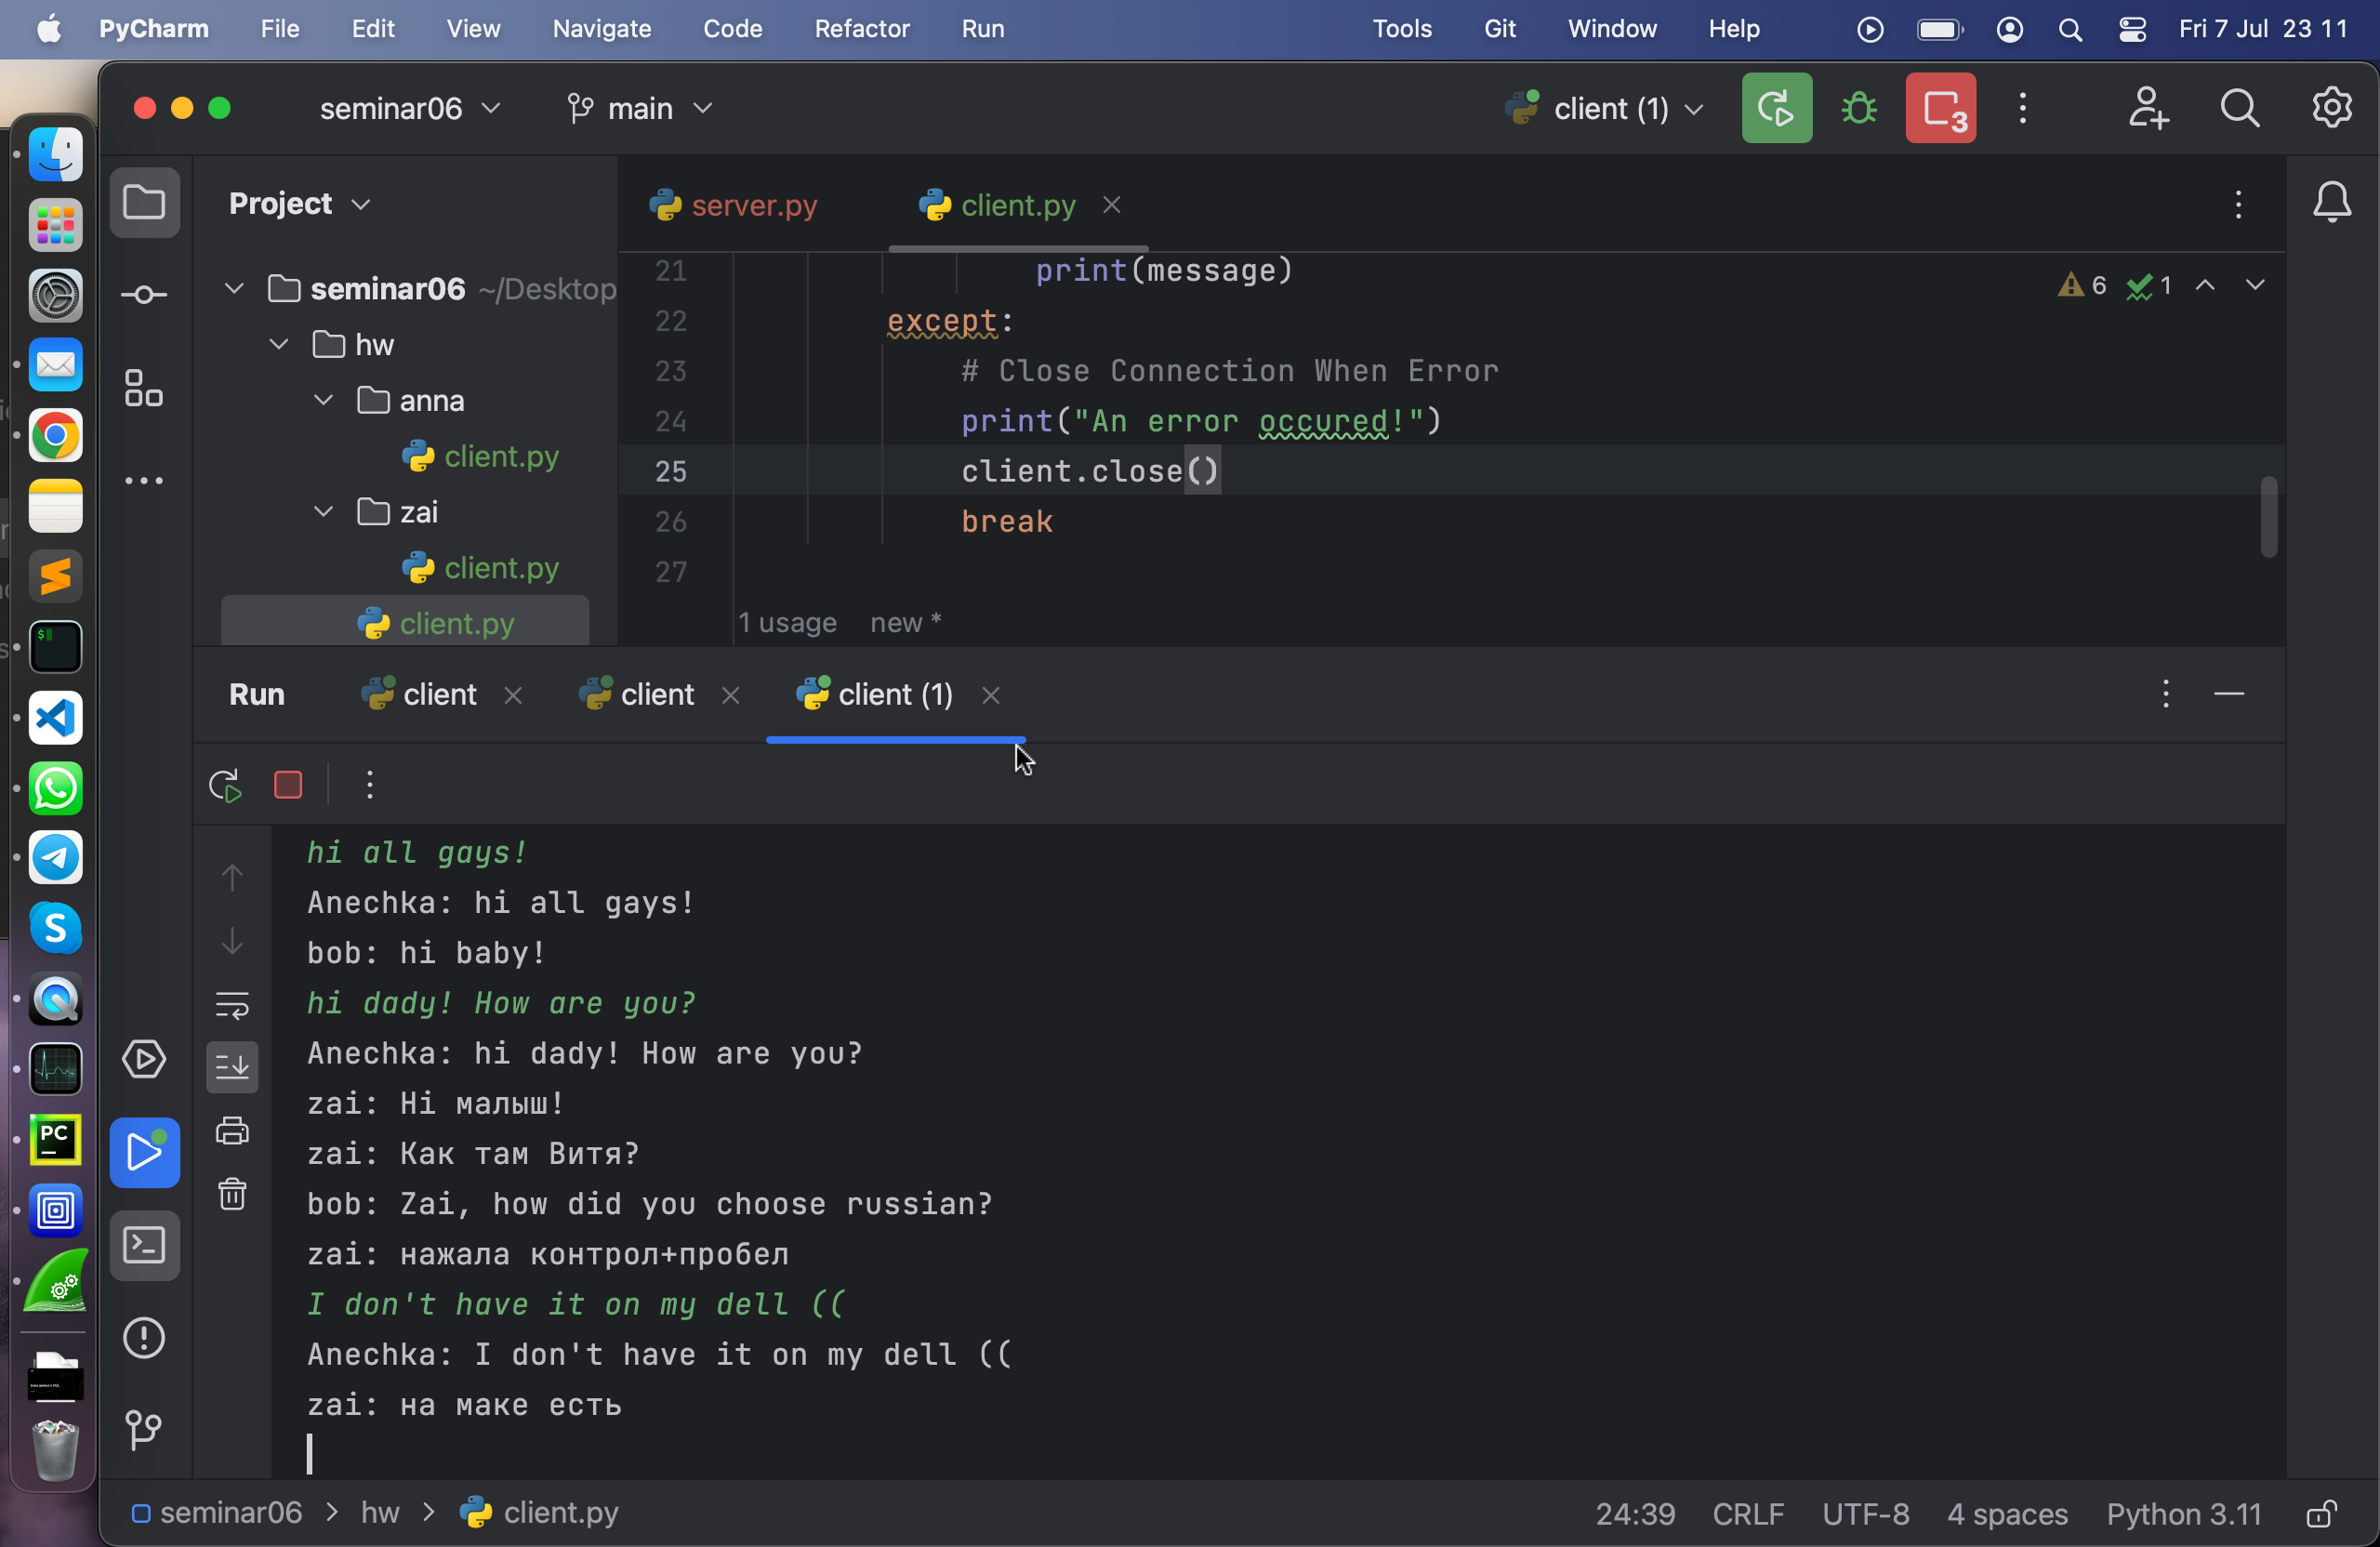 PyCharm File Edit View Navigate Code Refactor Run Tools Git Window Help Fri 7 Jul 23 11
seminar06 main client (1) 3
Project
server.py client.py
seminar06 ~/Desktop
hw
anna
client.py
zai
client.py
client.py
21 print(message)
6 1
22 except:
23 # Close Connection When Error
24 print("An error occured!")
25 client.close()
26 break
27
1 usage new *
Run client client client (1)
hi all gays!
Anechka: hi all gays!
bob: hi baby!
hi dady! How are you?
Anechka: hi dady! How are you?
zai: Hi малыш!
zai: Как там Витя?
bob: Zai, how did you choose russian?
zai: нажала контрол+пробел
I don't have it on my dell ((
Anechka: I don't have it on my dell ((
zai: на маке есть
PC
seminar06 > hw > client.py 24:39 CRLF UTF-8 4 spaces Python 3.11